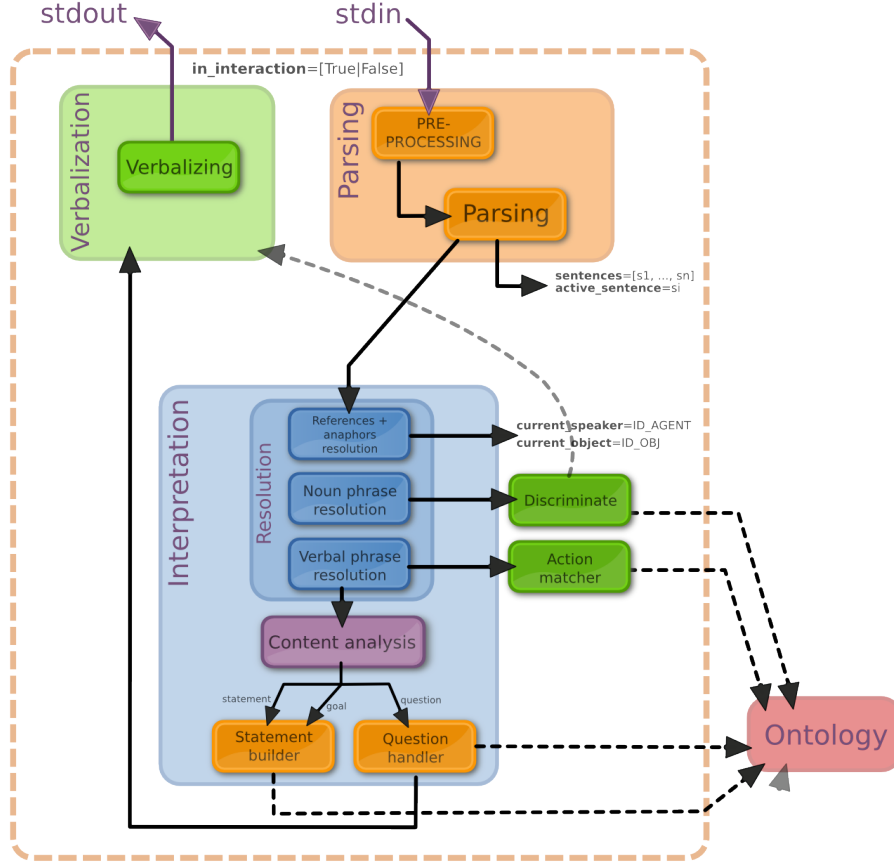 stdout
stdin
in_interaction=[True|False]
Verbalization
Verbalizing
Parsing
PRE-
PROCESSING
Parsing
sentences=[s1, ..., sn]
active_sentence=si
Interpretation
Resolution
References +
anaphors
resolution
current_speaker=ID_AGENT
current_object=ID_OBJ
Noun phrase
resolution
Discriminate
Verbal phrase
resolution
Action
matcher
Content analysis
statement
goal
question
Statement
builder
Question
handler
Ontology